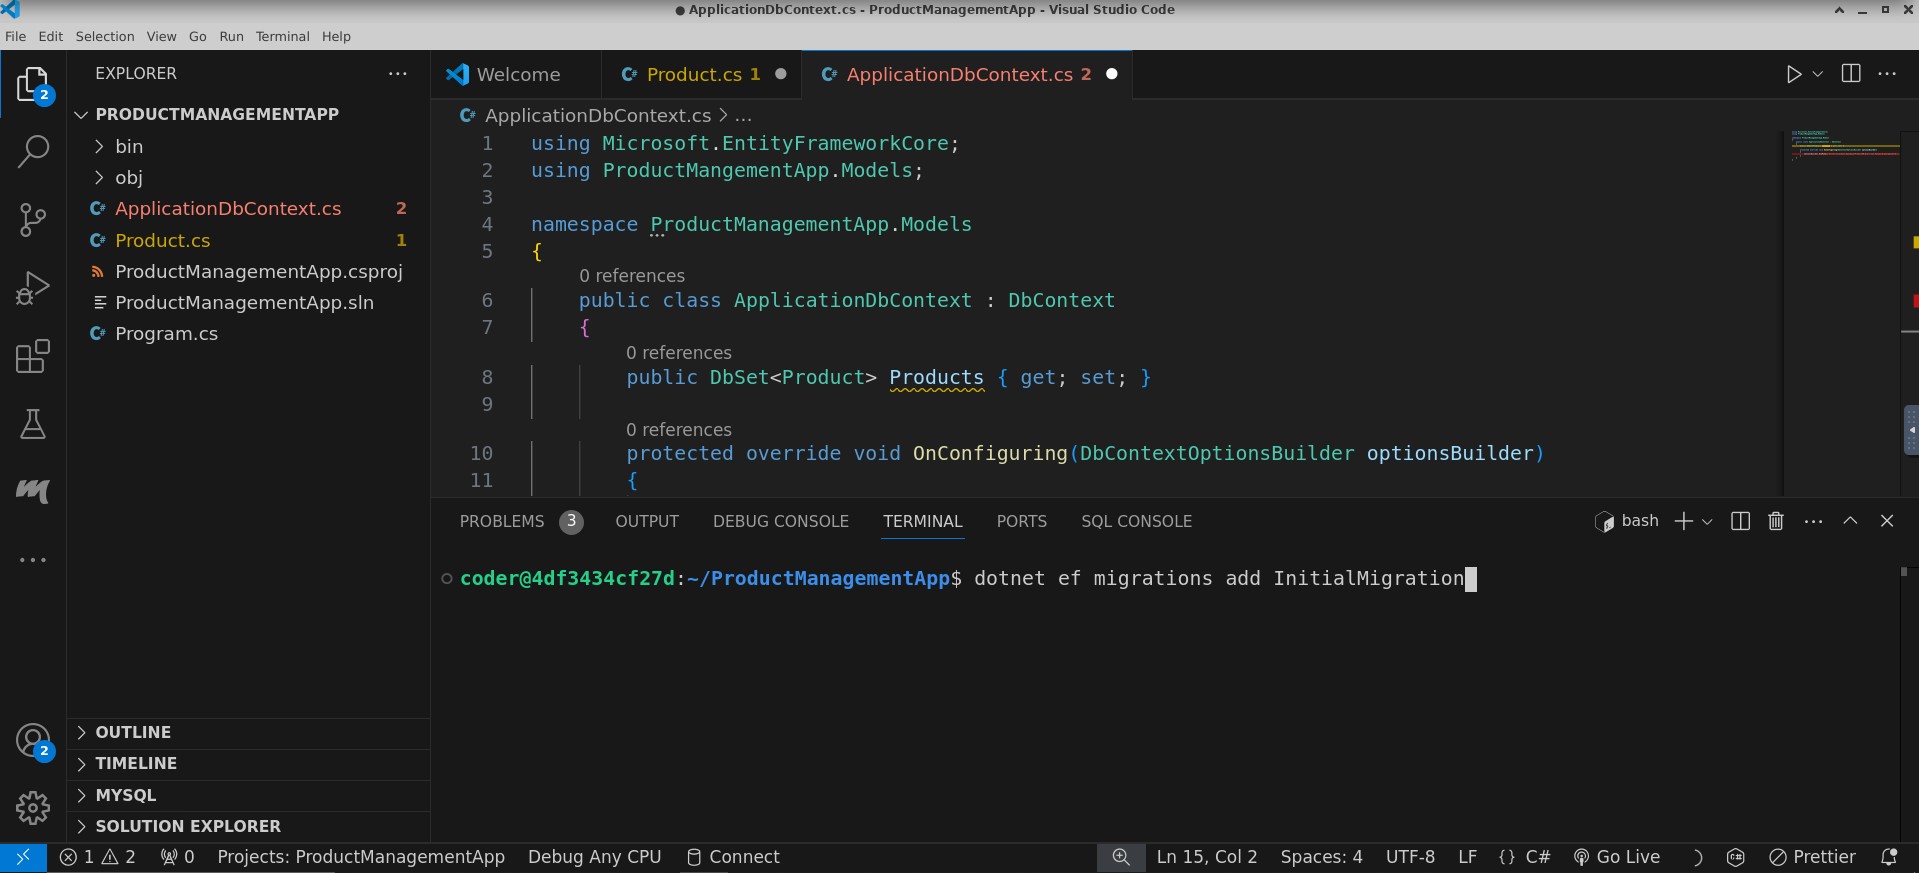 ● ApplicationDbContext.cs - ProductManagementApp - Visual Studio Code
File Edit Selection View Go Run Terminal Help
EXPLORER
PRODUCTMANAGEMENTAPP
bin
obj
ApplicationDbContext.cs 2
Product.cs 1
ProductManagementApp.csproj
ProductManagementApp.sln
Program.cs
OUTLINE
TIMELINE
MYSQL
SOLUTION EXPLORER
2
2
Welcome Product.cs 1 ApplicationDbContext.cs 2
ApplicationDbContext.cs > ...
1 using Microsoft.EntityFrameworkCore;
2 using ProductMangementApp.Models;
3
4 namespace ProductManagementApp.Models
5 {
0 references
6 public class ApplicationDbContext : DbContext
7 {
0 references
8 public DbSet<Product> Products { get; set; }
9
0 references
10 protected override void OnConfiguring(DbContextOptionsBuilder optionsBuilder)
11 {
PROBLEMS 3 OUTPUT DEBUG CONSOLE TERMINAL PORTS SQL CONSOLE bash
coder@4df3434cf27d:~/ProductManagementApp$ dotnet ef migrations add InitialMigration
1 2 0 Projects: ProductManagementApp Debug Any CPU Connect Ln 15, Col 2 Spaces: 4 UTF-8 LF {} C# Go Live Prettier